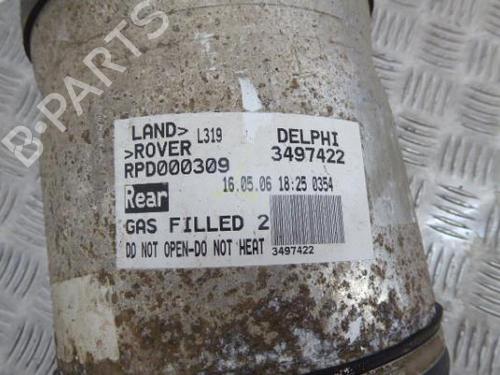 B-PARTS
LAND> L319 DELPHI
>ROVER 3497422
RPD000309
Rear 16.05.06 18:25 0354
GAS FILLED 2
DO NOT OPEN-DO NOT HEAT 3497422